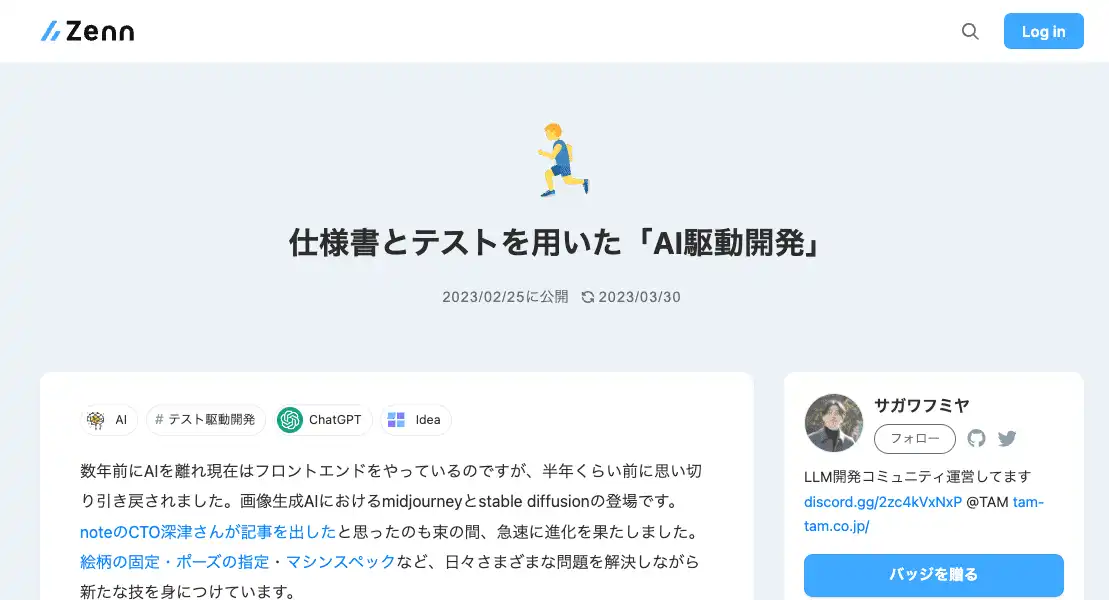 Zenn
Log in
仕様書とテストを用いた「AI駆動開発」
2023/02/25に公開 2023/03/30
AI # テスト駆動開発 ChatGPT Idea
数年前にAIを離れ現在はフロントエンドをやっているのですが、半年くらい前に思い切
り引き戻されました。画像生成AIにおけるmidjourneyとstable diffusionの登場です。
noteのCTO深津さんが記事を出したと思ったのも束の間、急速に進化を果たしました。
絵柄の固定・ポーズの指定・マシンスペックなど、日々さまざまな問題を解決しながら
新たな技を身につけています。
サガワフミヤ
フォロー
LLM開発コミュニティ運営してます
discord.gg/2zc4kVxNxP @TAM tam-
tam.co.jp/
バッジを贈る